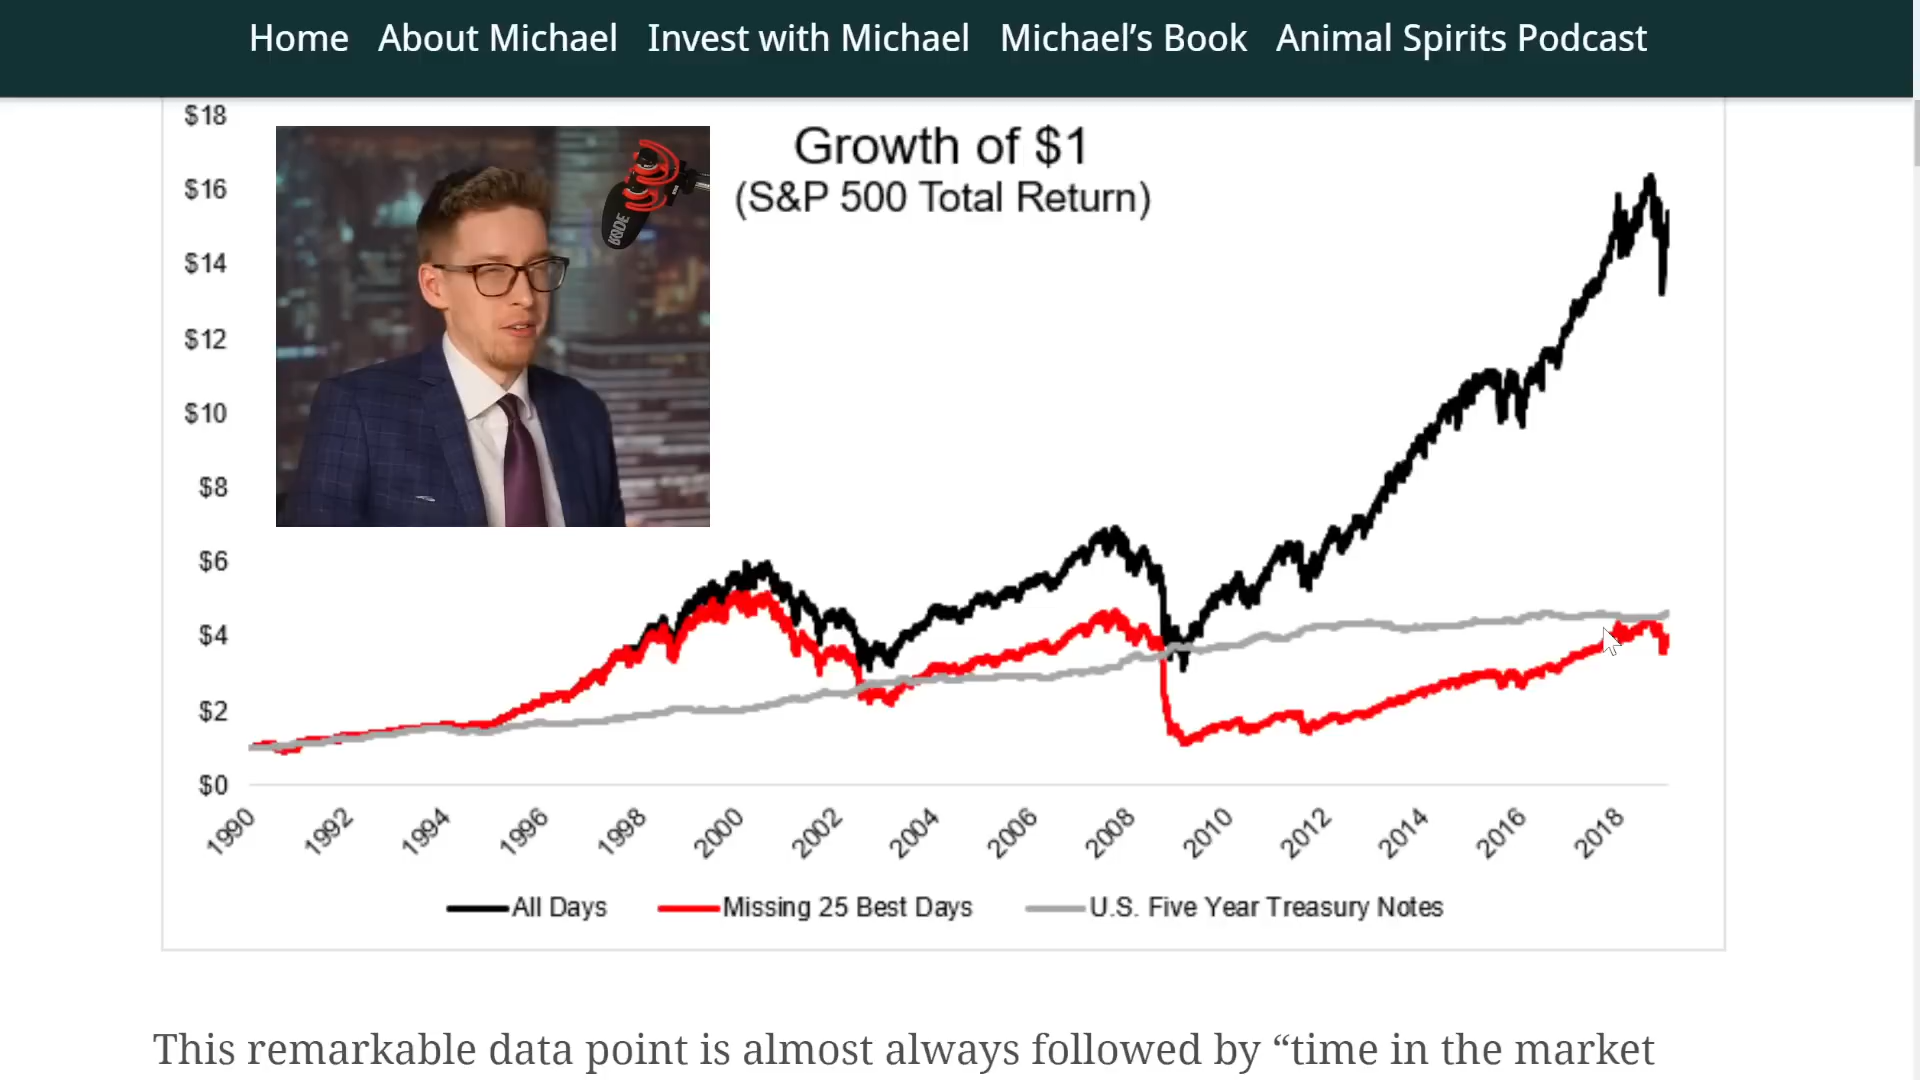 Home About Michael Invest with Michael Michael's Book Animal Spirits Podcast
$18
Growth of $1
(S&P 500 Total Return)
RODE
$16
$14
$12
$10
$8
$6
$4
$2
$0
1990 1992 1994 1996 1998 2000 2002 2004 2006 2008 2010 2012 2014 2016 2018
All Days Missing 25 Best Days U.S. Five Year Treasury Notes
This remarkable data point is almost always followed by “time in the market